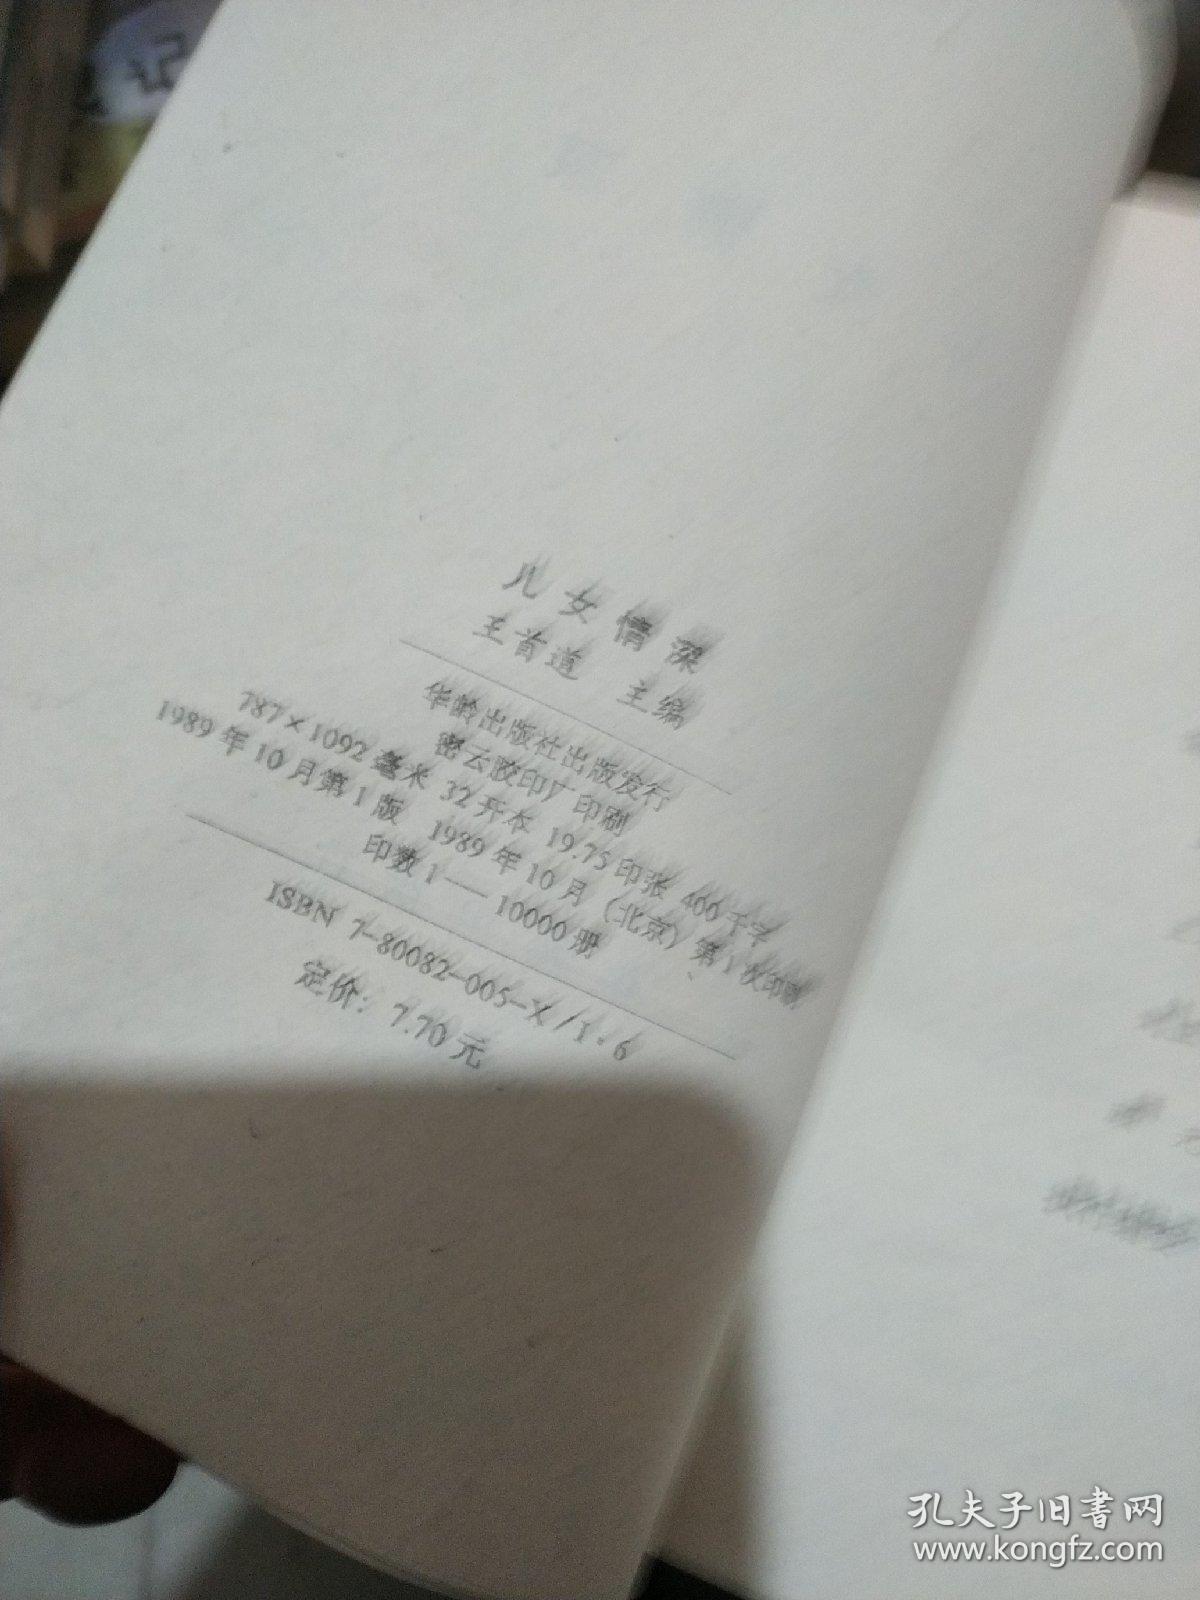 记
儿女情深
王首道 主编
华龄出版社出版发行
密云胶印厂印刷
787×1092毫米 32开本 19.75印张 400千字
1989年10月第1版 1989年10月(北京)第1次印刷
印数1——10000册
ISBN 7-80082-005-X/I·6
定价:7.70元
孔夫子旧书网
www.kongfz.com